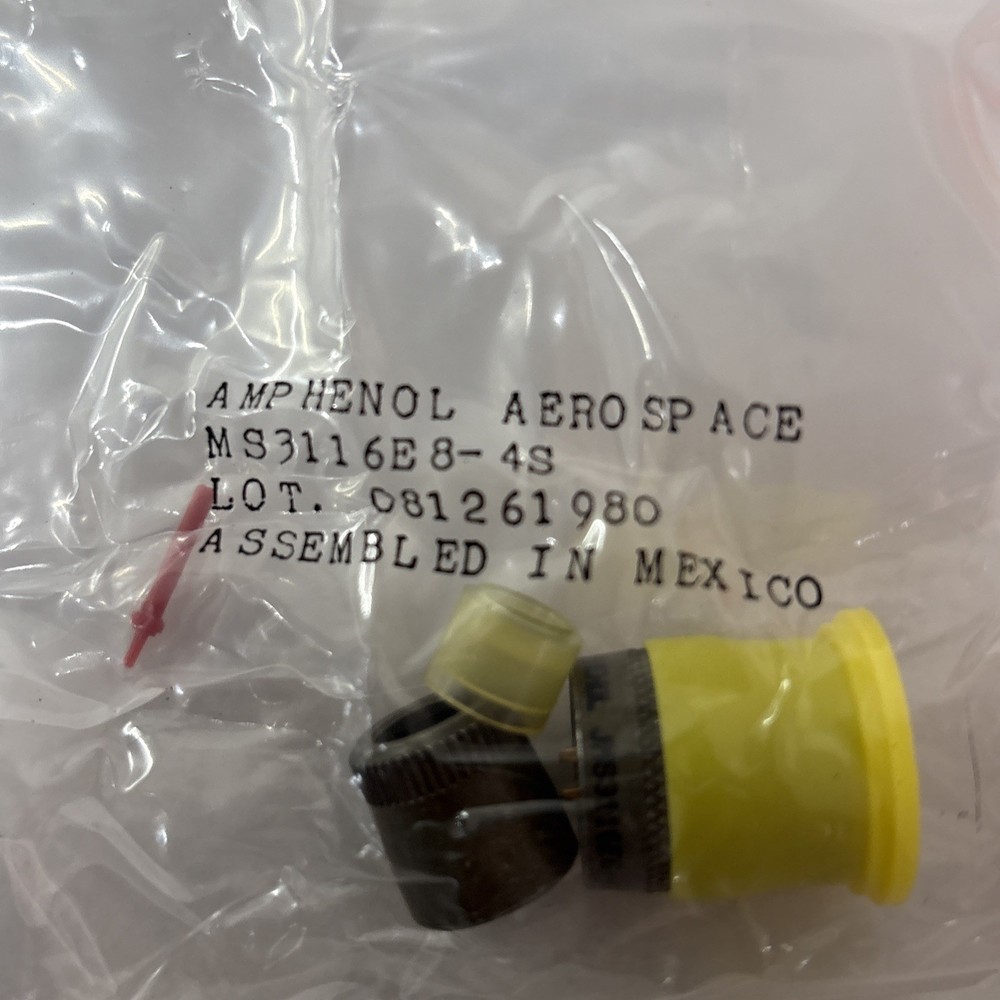 AMPHENOL AEROSPACE
MS3116E8-4S
LOT. 081261980
ASSEMBLED IN MEXICO